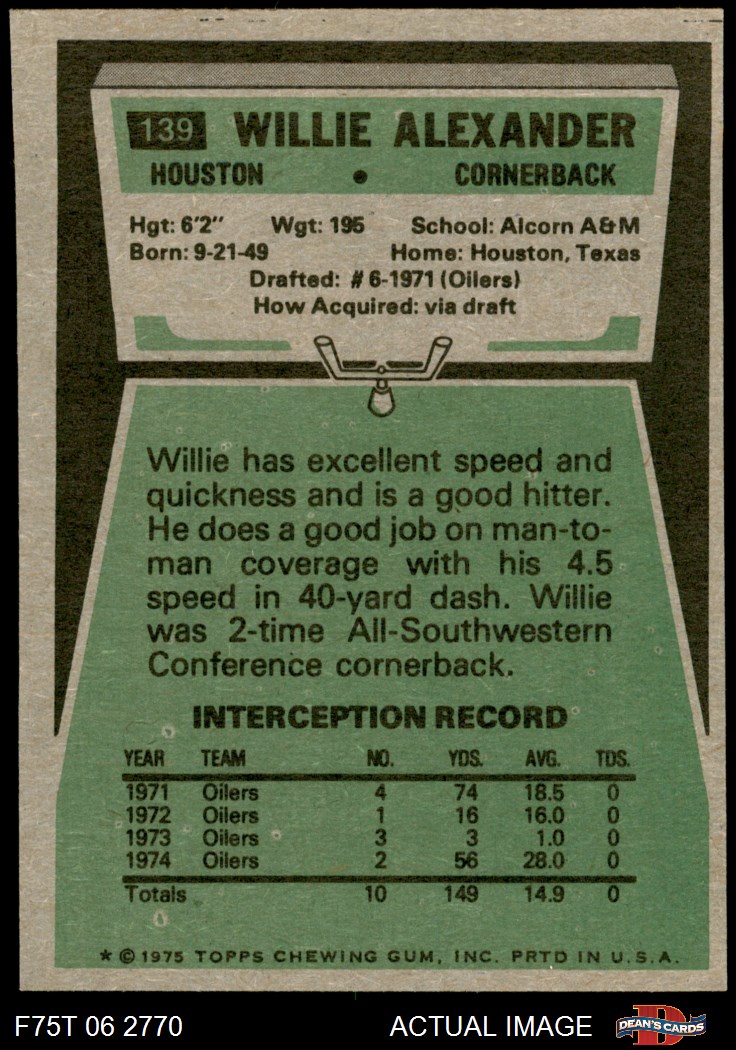 139 WILLIE ALEXANDER
HOUSTON • CORNERBACK
Hgt: 6'2" Wgt: 195 School: Alcorn A&M
Born: 9-21-49 Home: Houston, Texas
Drafted: #6-1971 (Oilers)
How Acquired: via draft
Willie has excellent speed and
quickness and is a good hitter.
He does a good job on man-to-
man coverage with his 4.5
speed in 40-yard dash. Willie
was 2-time All-Southwestern
Conference cornerback.
INTERCEPTION RECORD
YEAR TEAM NO. YDS. AVG. TDS.
1971 Oilers 4 74 18.5 0
1972 Oilers 1 16 16.0 0
1973 Oilers 3 3 1.0 0
1974 Oilers 2 56 28.0 0
Totals 10 149 14.9 0
* © 1975 TOPPS CHEWING GUM, INC. PRTD IN U.S.A.
F75T 06 2770 ACTUAL IMAGE D DEAN'S CARDS